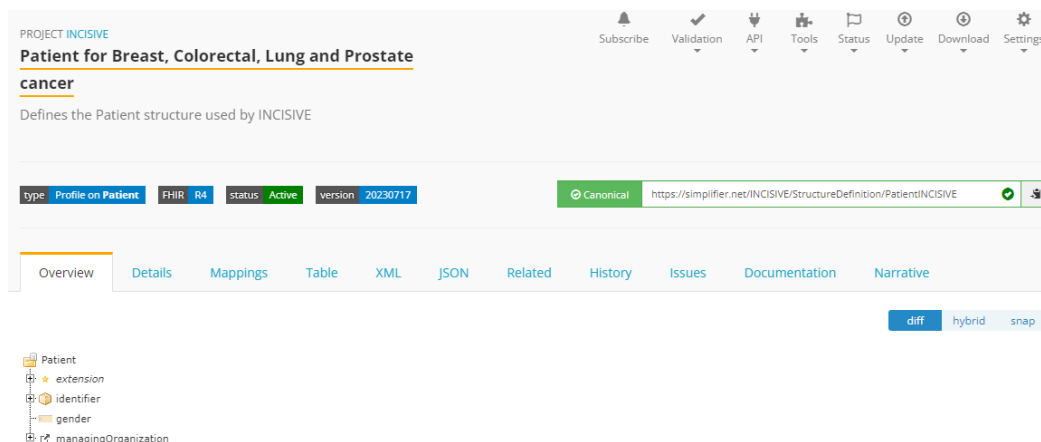 PROJECT INCISIVE
Patient for Breast, Colorectal, Lung and Prostate
cancer
Defines the Patient structure used by INCISIVE
Subscribe Validation API Tools Status Update Download Settings
type Profile on Patient FHIR R4 status Active version 20230717
Canonical https://simplifier.net/INCISIVE/StructureDefinition/PatientINCISIVE
Overview Details Mappings Table XML JSON Related History Issues Documentation Narrative
diff hybrid snap
Patient
extension
identifier
gender
managingOrganization